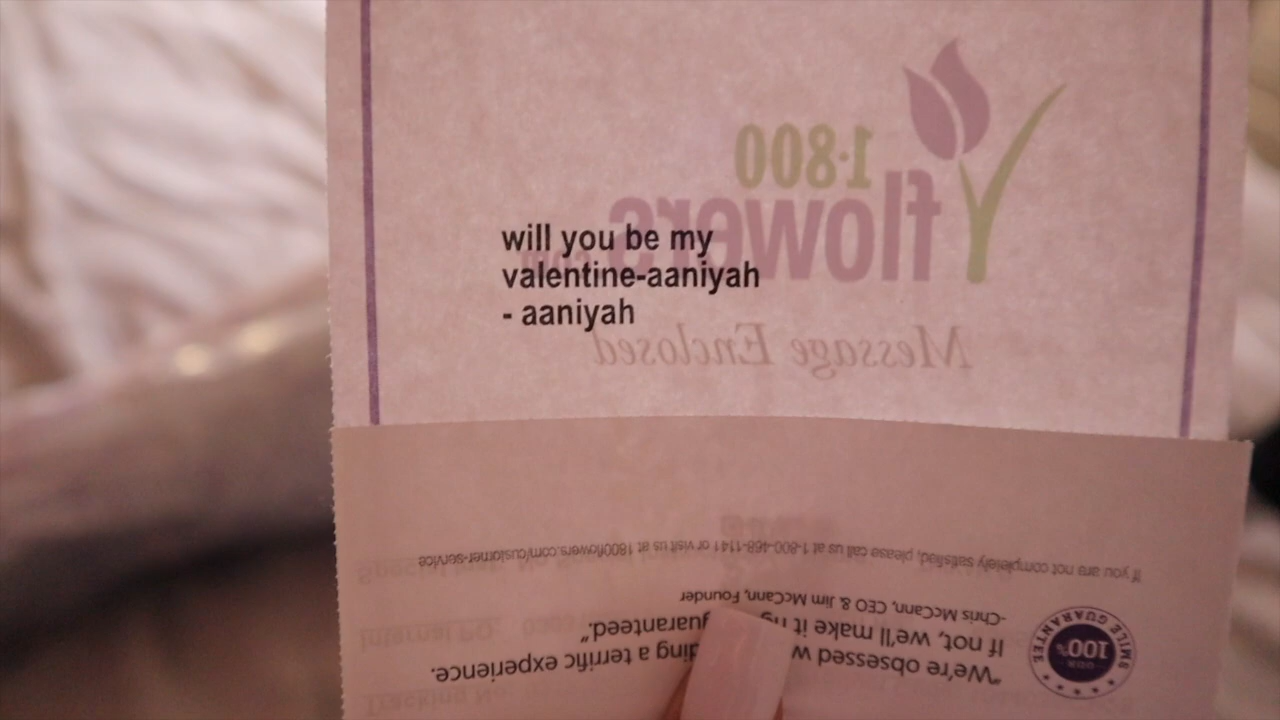 1·800
flowers
Message Enclosed
will you be my
valentine-aaniyah
- aaniyah
If you are not completely satisfied, please call us at 1-800-468-1141 or visit us at 1800flowers.com/customer-service
-Chris McCann, CEO & Jim McCann, Founder
If not, we'll make it guaranteed."
"We're obsessed a terrific experience.
OUR
100%
SMILE GUARANTEE